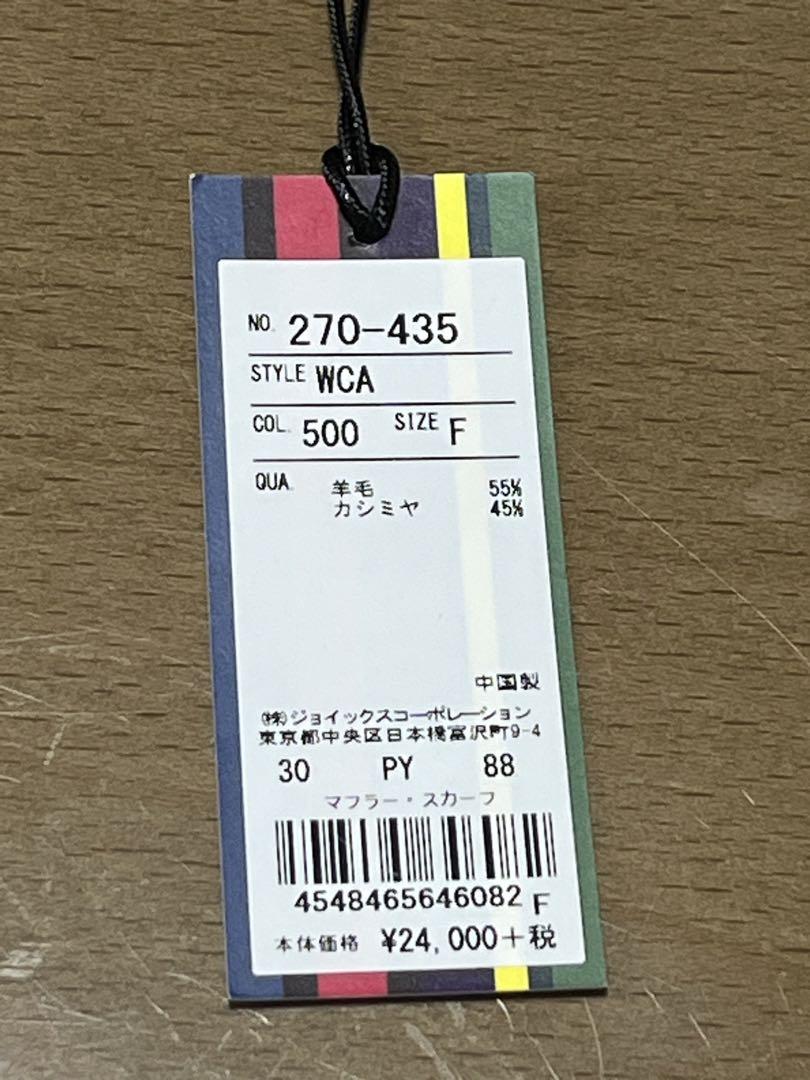 NO. 270-435
STYLE WCA
COL. 500 SIZE F
QUA. 羊毛 55%
カシミヤ 45%
中国製
㈱ジョイックスコーポレーション
東京都中央区日本橋富沢町9-4
30 PY 88
マフラー・スカーフ
4548465646082 F
本体価格 ¥24,000+税